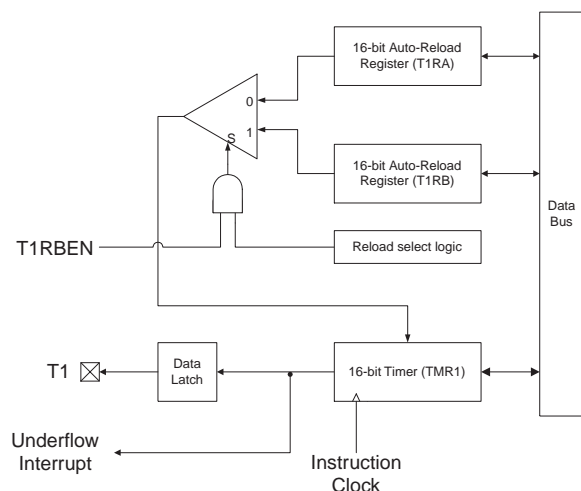 16-bit Auto-Reload
Register (T1RA)
0
1
S
16-bit Auto-Reload
Register (T1RB)
Data
Bus
T1RBEN
Reload select logic
T1
Data
Latch
16-bit Timer (TMR1)
Underflow
Interrupt
Instruction
Clock